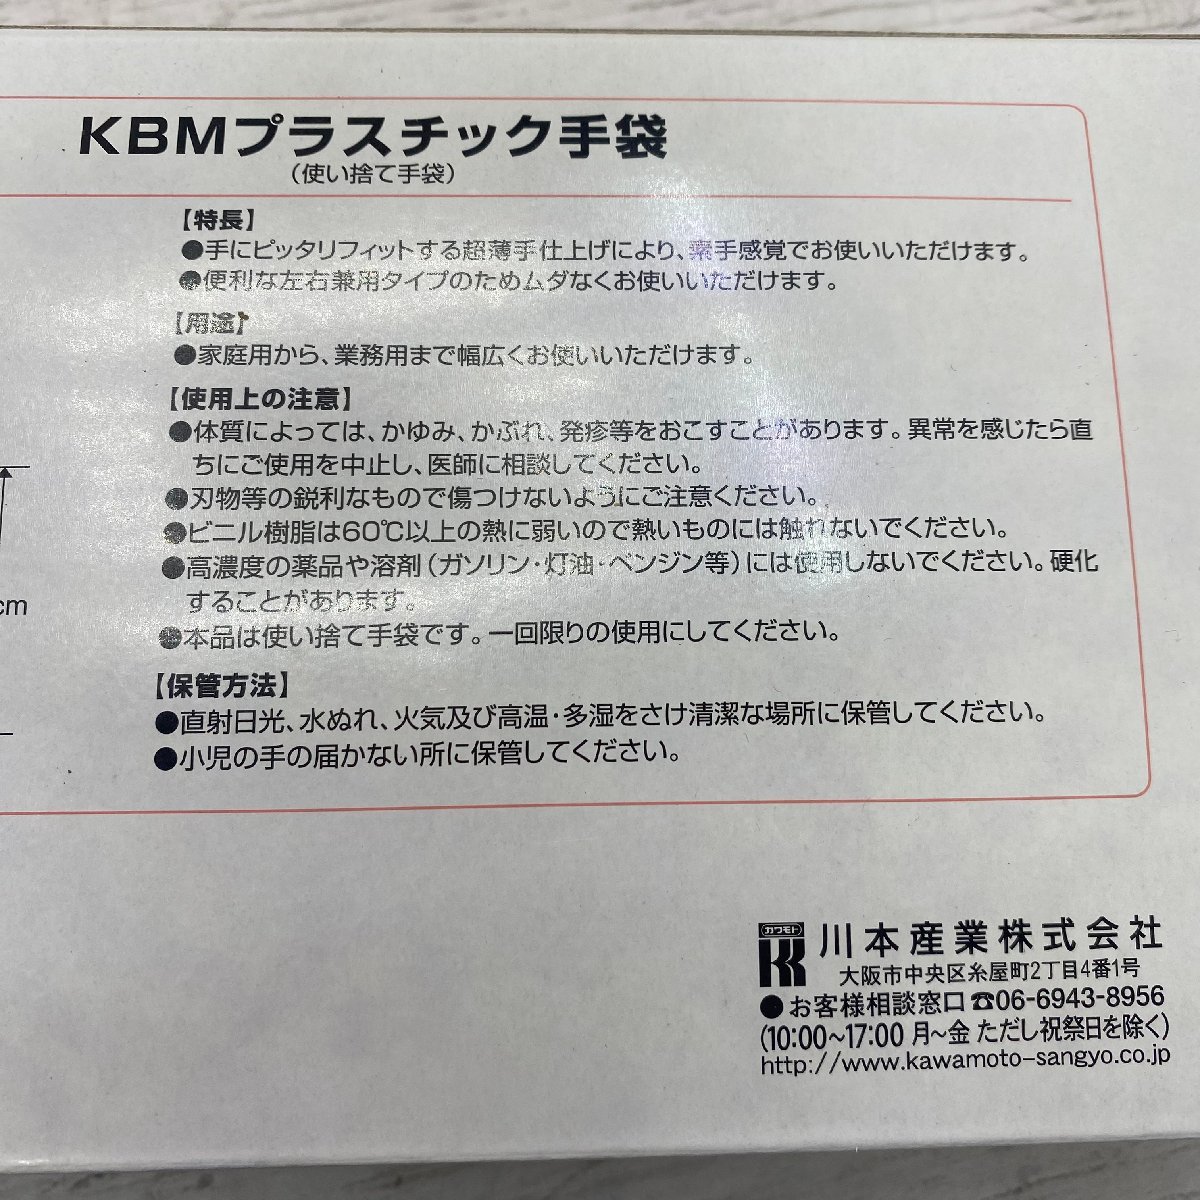 KBMプラスチック手袋
(使い捨て手袋)
【特長】
●手にピッタリフィットする超薄手仕上げにより、素手感覚でお使いいただけます。
●便利な左右兼用タイプのためムダなくお使いいただけます。
【用途】
●家庭用から、業務用まで幅広くお使いいただけます。
【使用上の注意】
●体質によっては、かゆみ、かぶれ、発疹等をおこすことがあります。異常を感じたら直
ちにご使用を中止し、医師に相談してください。
●刃物等の鋭利なもので傷つけないようにご注意ください。
●ビニル樹脂は60℃以上の熱に弱いので熱いものには触れないでください。
●高濃度の薬品や溶剤(ガソリン・灯油・ベンジン等)には使用しないでください。硬化
することがあります。
cm
●本品は使い捨て手袋です。一回限りの使用にしてください。
【保管方法】
●直射日光、水ぬれ、火気及び高温・多湿をさけ清潔な場所に保管してください。
●小児の手の届かない所に保管してください。
カワモト
川本産業株式会社
大阪市中央区糸屋町2丁目4番1号
●お客様相談窓口☎06-6943-8956
(10:00~17:00 月~金 ただし祝祭日を除く)
http://www.kawamoto-sangyo.co.jp